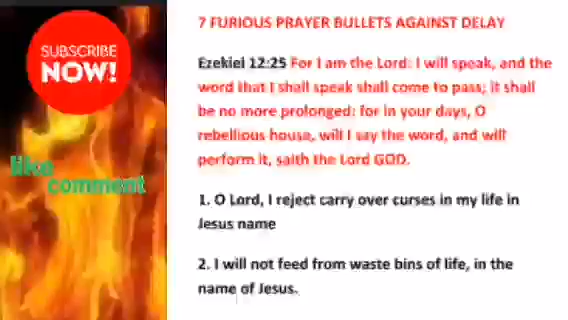 SUBSCRIBE
NOW!
like
comment
7 FURIOUS PRAYER BULLETS AGAINST DELAY
Ezekiel 12:25 For I am the Lord: I will speak, and the
word that I shall speak shall come to pass; it shall
be no more prolonged: for in your days, O
rebellious house, will I say the word, and will
perform it, saith the Lord GOD.
1. O Lord, I reject carry over curses in my life in
Jesus name
2. I will not feed from waste bins of life, in the
name of Jesus.